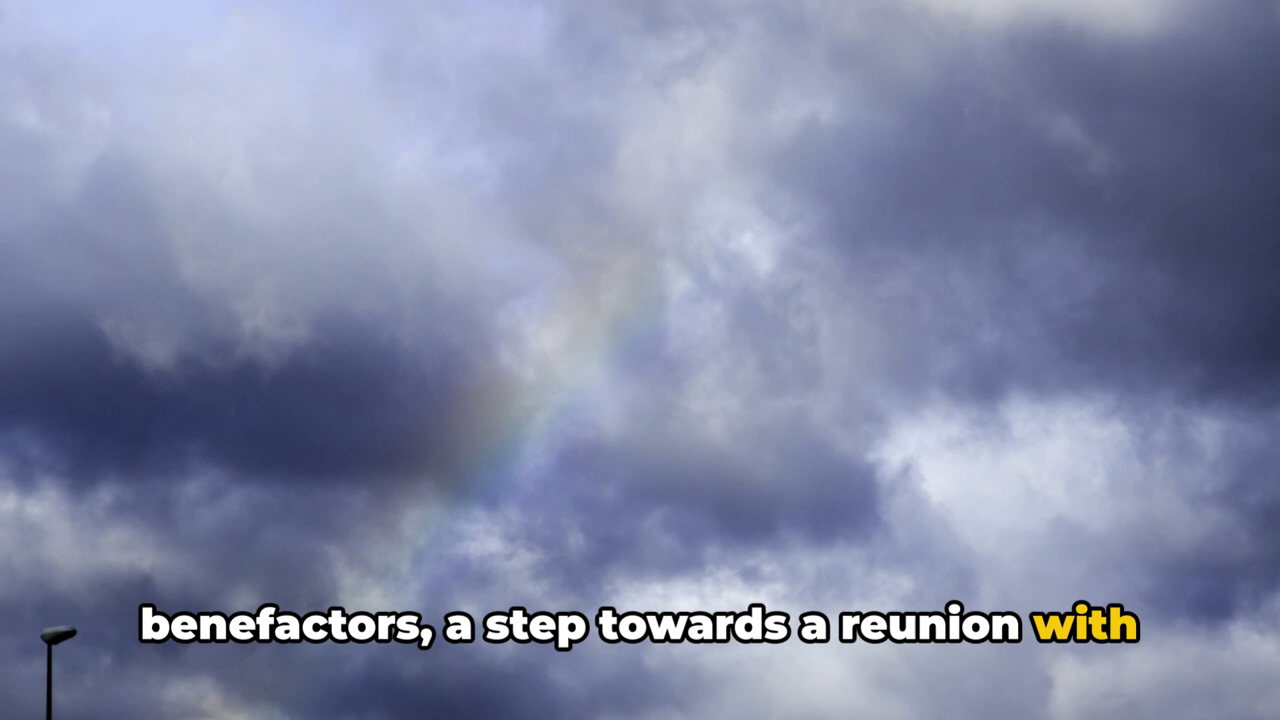 benefactors, a step towards a reunion with